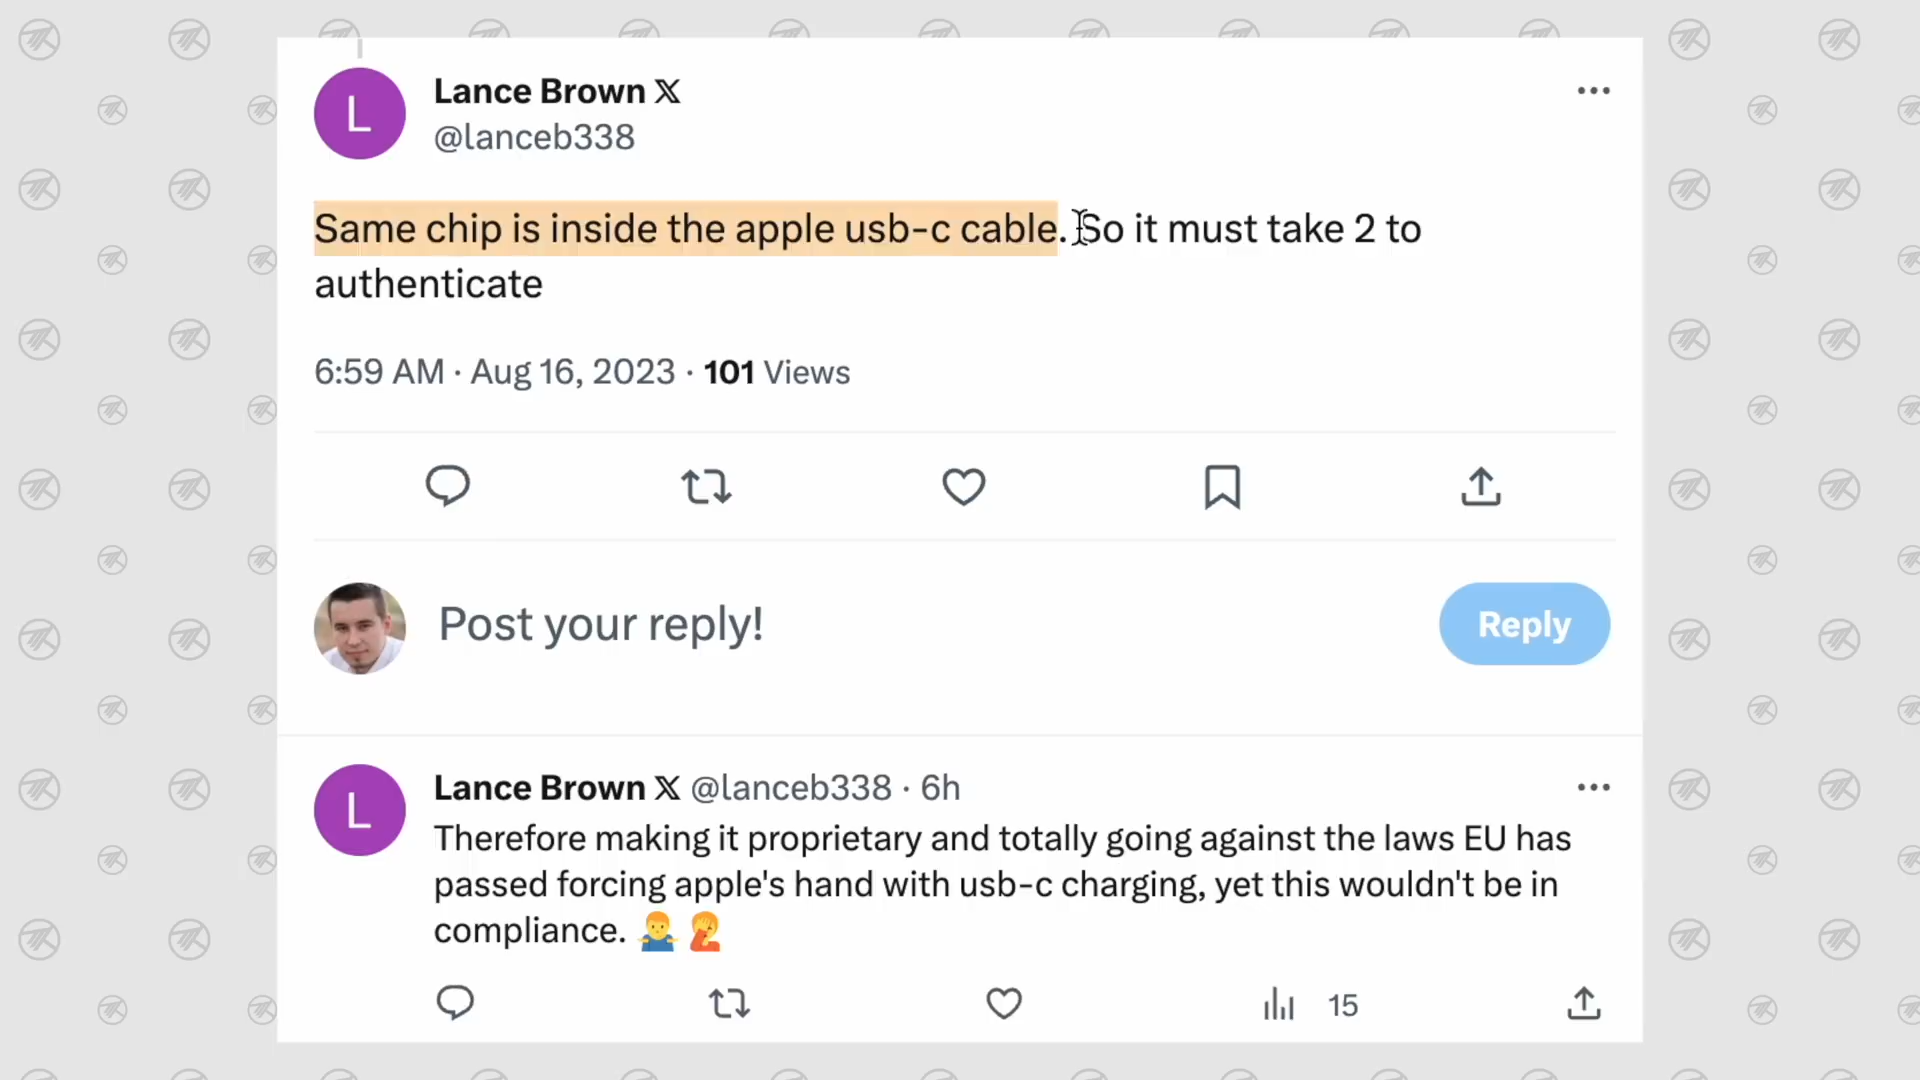 L
Lance Brown X
@lanceb338
Same chip is inside the apple usb-c cable. So it must take 2 to
authenticate
6:59 AM · Aug 16, 2023 · 101 Views
Post your reply!
Reply
L
Lance Brown X @lanceb338 · 6h
Therefore making it proprietary and totally going against the laws EU has
passed forcing apple's hand with usb-c charging, yet this wouldn't be in
compliance. 🤷‍♂️ 🤦
15